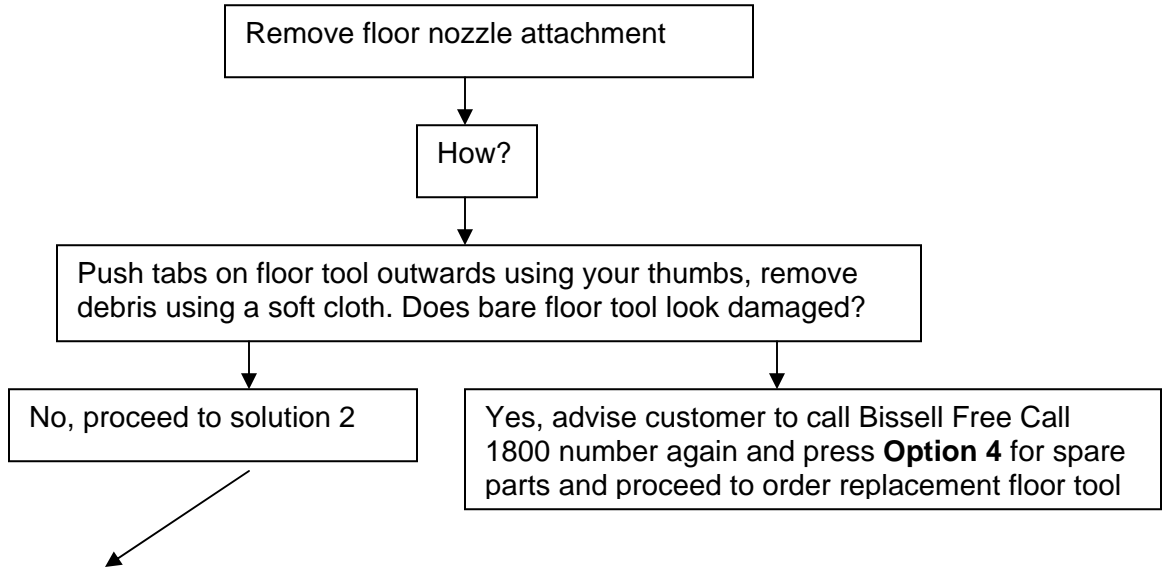 Remove floor nozzle attachment
How?
Push tabs on floor tool outwards using your thumbs, remove
debris using a soft cloth. Does bare floor tool look damaged?
No, proceed to solution 2
Yes, advise customer to call Bissell Free Call
1800 number again and press Option 4 for spare
parts and proceed to order replacement floor tool